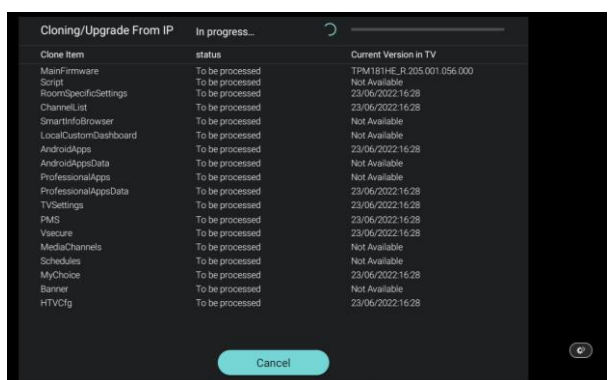 Cloning/Upgrade From IP In progress...
Clone Item status Current Version in TV
MainFirmware To be processed TPM181HE_R.205.001.056.000
Script To be processed Not Available
RoomSpecificSettings To be processed 23/06/2022:16:28
ChannelList To be processed 23/06/2022:16:28
SmartInfoBrowser To be processed Not Available
LocalCustomDashboard To be processed Not Available
AndroidApps To be processed 23/06/2022:16:28
AndroidAppsData To be processed Not Available
ProfessionalApps To be processed Not Available
ProfessionalAppsData To be processed 23/06/2022:16:28
TVSettings To be processed 23/06/2022:16:28
PMS To be processed 23/06/2022:16:28
Vsecure To be processed 23/06/2022:16:28
MediaChannels To be processed Not Available
Schedules To be processed Not Available
MyChoice To be processed 23/06/2022:16:28
Banner To be processed Not Available
HTVCfg To be processed 23/06/2022:16:28
Cancel